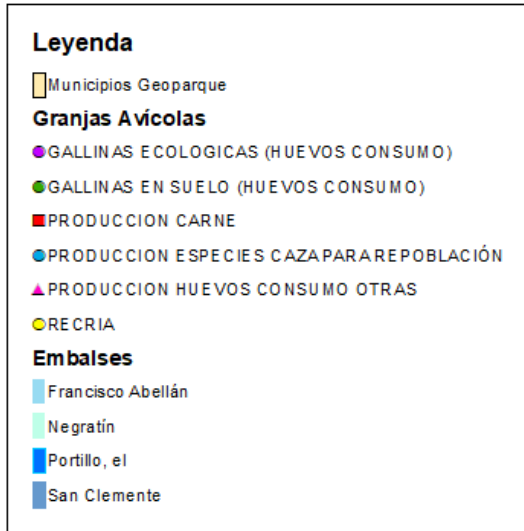 Leyenda
Municipios Geoparque
Granjas Avícolas
GALLINAS ECOLOGICAS (HUEVOS CONSUMO)
GALLINAS EN SUELO (HUEVOS CONSUMO)
PRODUCCION CARNE
PRODUCCION ESPECIES CAZA PARA REPOBLACIÓN
PRODUCCION HUEVOS CONSUMO OTRAS
RECRIA
Embalses
Francisco Abellán
Negratín
Portillo, el
San Clemente